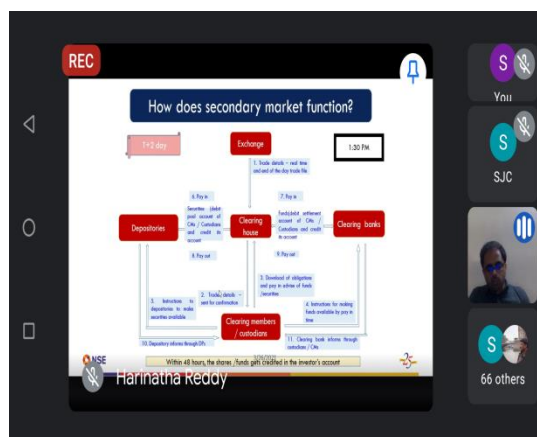 REC
How does secondary market function?
T+2 day
Exchange
1:30 PM
1. Trade details – real time
and end of the day trade file
6. Pay in
7. Pay in
Securities (debit
pool account of
CMs /
Custodians and
credit its
account
Funds(debit settlement
account of CMs /
Custodians and credit
its account
Depositories
Clearing
house
Clearing banks
8. Pay out
9. Pay out
2. Trades details –
sent for confirmation
3. Download of obligations
and pay in advice of funds
/securities
3. Instructions to
depositories to make
securities available
4. Instructions for making
funds available by pay in
time
Clearing members
/ custodians
10. Depository informs through DPs
11. Clearing bank informs through
custodians / CMs
NSE
Within 48 hours, the shares /funds gets credited in the investor's account
Harinatha Reddy
S
You
S
SJC
S
66 others